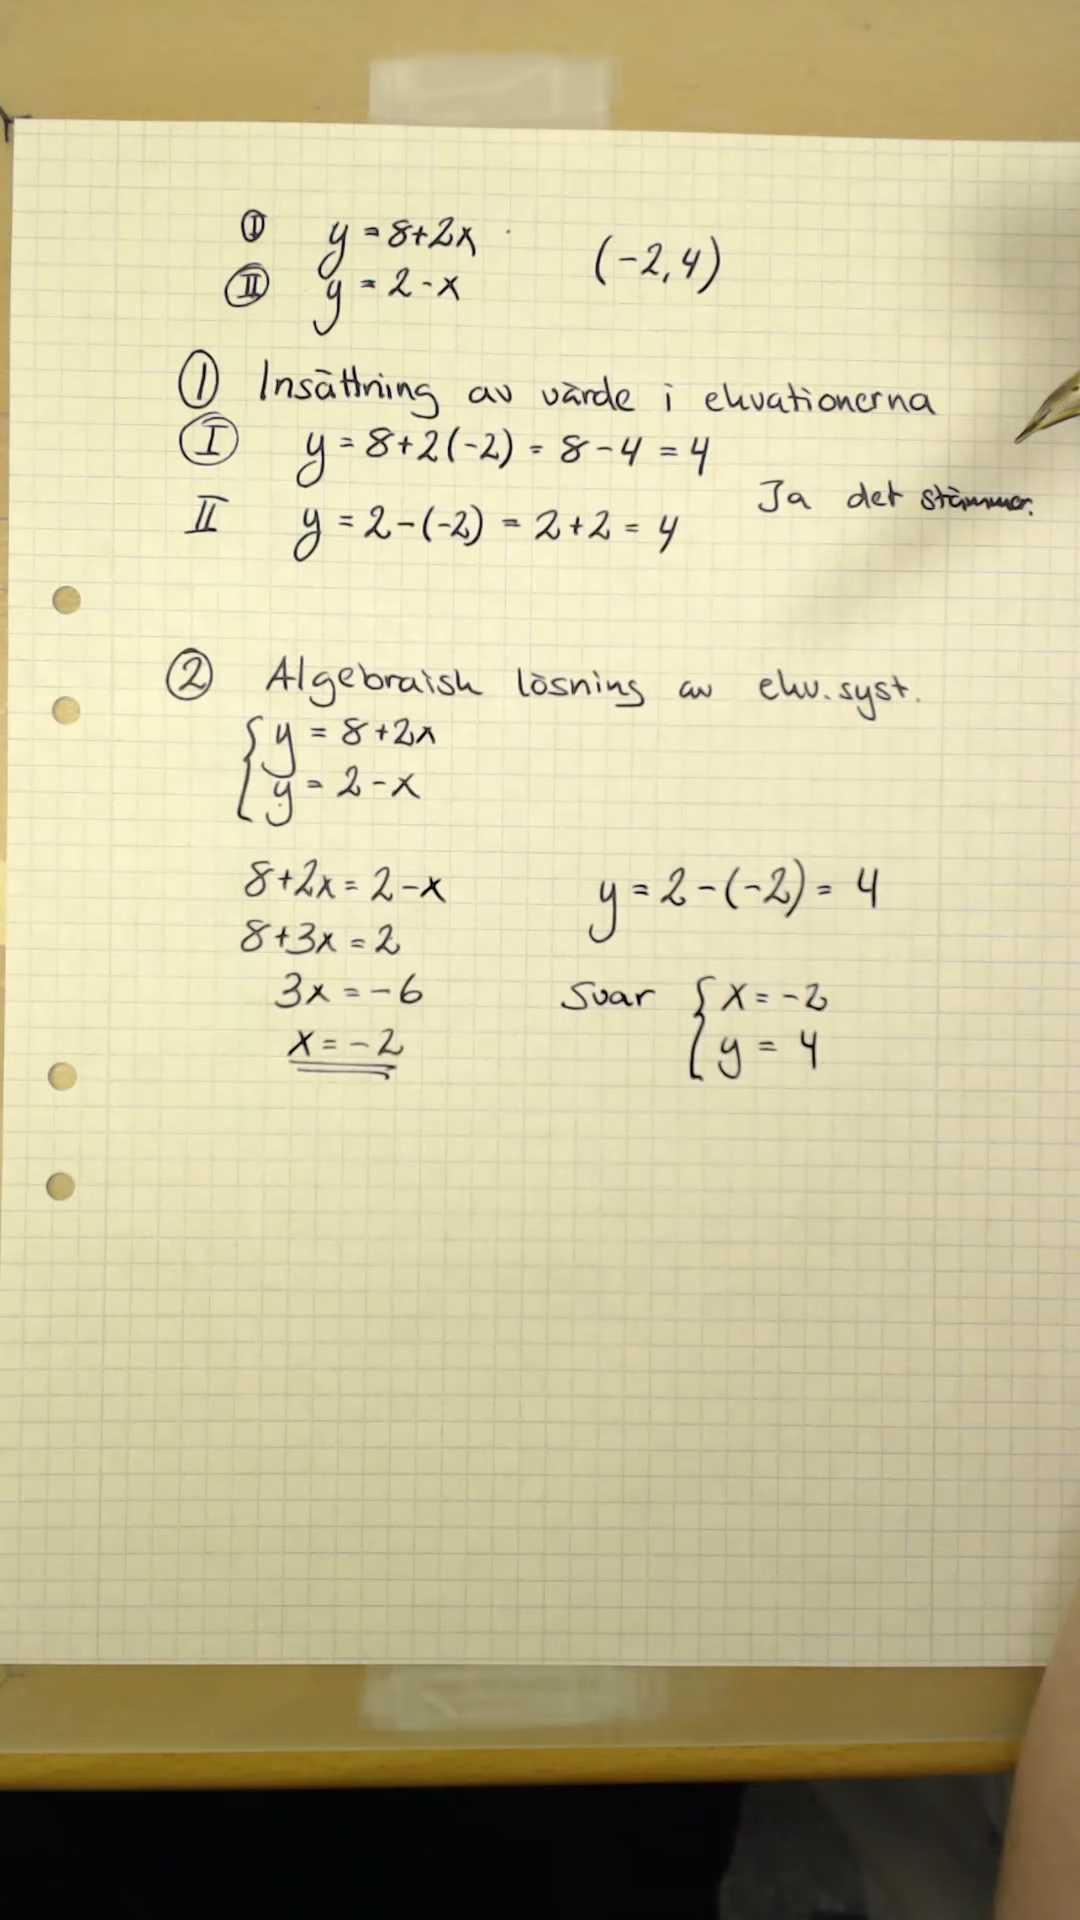 Ⓘ y = 8+2x (-2,4)
Ⓘⓘ y = 2-x
① Insättning av värde i ekvationerna
Ⓘ y = 8+2(-2) = 8-4 = 4
Ja det stämmer.
II y = 2-(-2) = 2+2 = 4
② Algebraisk lösning av ekv.syst.
{ y = 8+2x
y = 2-x
8+2x = 2-x y = 2-(-2) = 4
8+3x = 2
3x = -6 Svar { x = -2
x = -2 y = 4